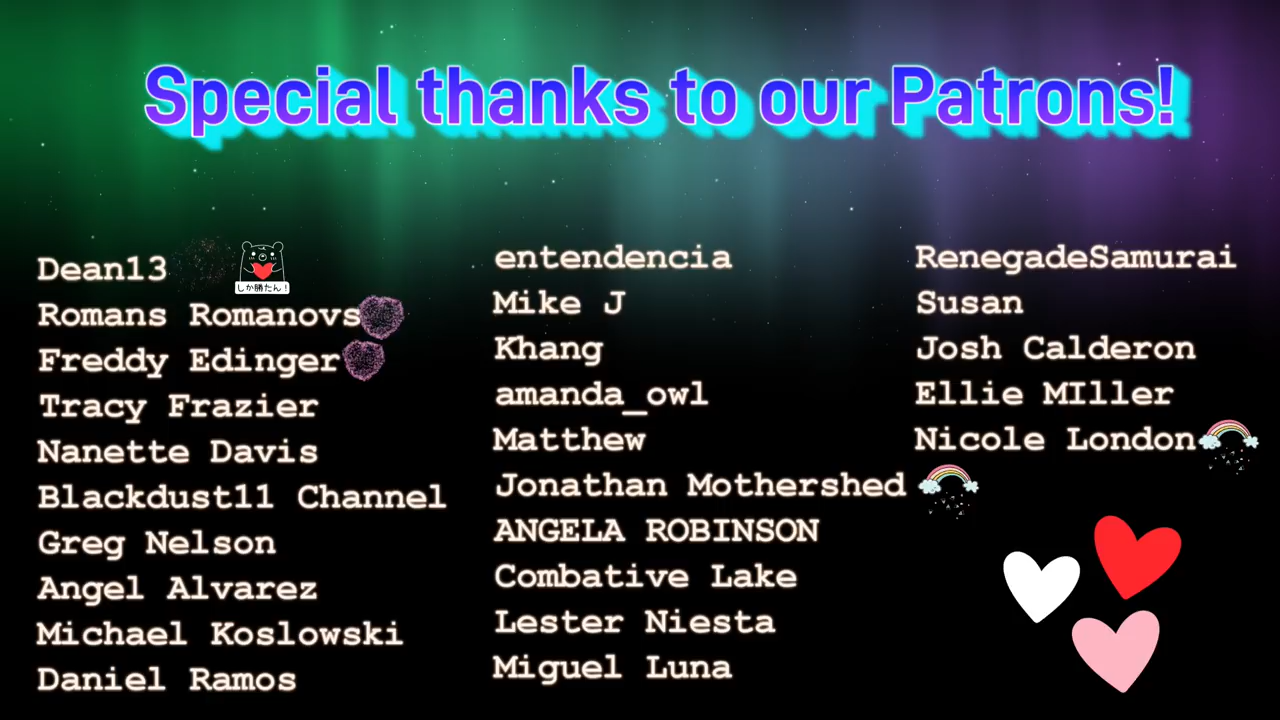 Special thanks to our Patrons!
Dean13
しか勝たん！
Romans Romanovs
Freddy Edinger
Tracy Frazier
Nanette Davis
Blackdust11 Channel
Greg Nelson
Angel Alvarez
Michael Koslowski
Daniel Ramos
entendencia
Mike J
Khang
amanda_owl
Matthew
Jonathan Mothershed
ANGELA ROBINSON
Combative Lake
Lester Niesta
Miguel Luna
RenegadeSamurai
Susan
Josh Calderon
Ellie MIller
Nicole London